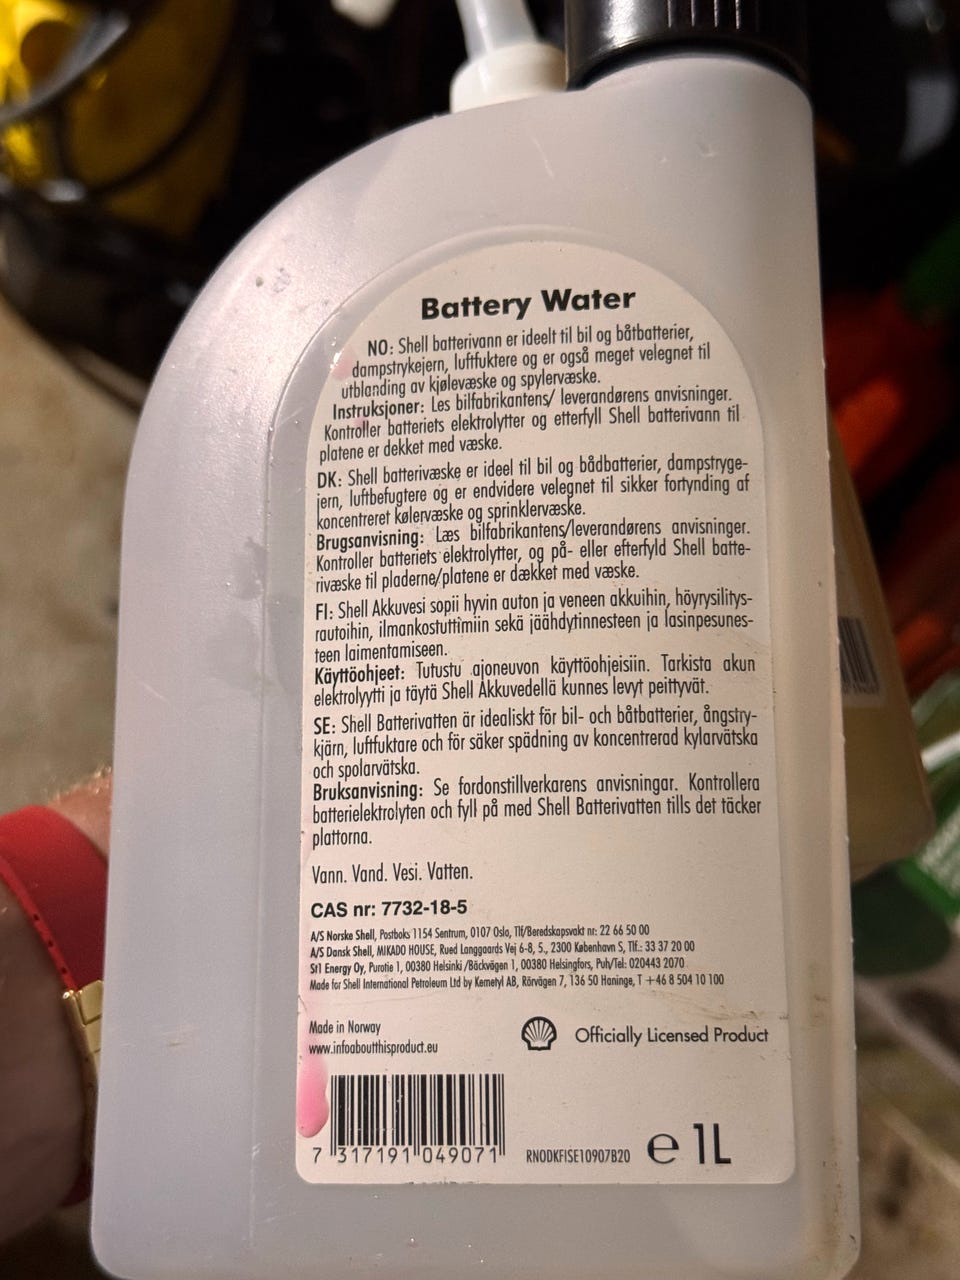 Battery Water
NO: Shell batterivann er ideelt til bil og båtbatterier,
dampstrykejern, luftfuktere og er også meget velegnet til
utblanding av kjølevæske og spylervæske.
Instruksjoner: Les bilfabrikantens/ leverandørens anvisninger.
Kontroller batteriets elektrolytter og etterfyll Shell batterivann til
platene er dekket med væske.
DK: Shell batterivæske er ideel til bil og bådbatterier, dampstryge-
jern, luftbefugtere og er endvidere velegnet til sikker fortynding af
koncentreret kølervæske og sprinklervæske.
Brugsanvisning: Læs bilfabrikantens/leverandørens anvisninger.
Kontroller batteriets elektrolytter, og på- eller efterfyld Shell batte-
rivæske til pladerne/platene er dækket med væske.
FI: Shell Akkuvesi sopii hyvin auton ja veneen akkuihin, höyrysilitys-
rautoihin, ilmankostuttimiin sekä jäähdytinnesteen ja lasinpesunes-
teen laimentamiseen.
Käyttöohjeet: Tutustu ajoneuvon käyttöohjeisiin. Tarkista akun
elektrolyytti ja täytä Shell Akkuvedellä kunnes levyt peittyvät.
SE: Shell Batterivatten är idealiskt för bil- och båtbatterier, ångstry-
kjärn, luftfuktare och för säker spädning av koncentrerad kylarvätska
och spolarvätska.
Bruksanvisning: Se fordonstillverkarens anvisningar. Kontrollera
batterielektrolyten och fyll på med Shell Batterivatten tills det täcker
plattorna.
Vann. Vand. Vesi. Vatten.
CAS nr: 7732-18-5
A/S Norske Shell, Postboks 1154 Sentrum, 0107 Oslo, Tlf/Beredskapsvakt nr: 22 66 50 00
A/S Dansk Shell, MIKADO HOUSE, Rued Langgaards Vej 6-8, 5., 2300 København S, Tlf.: 33 37 20 00
St1 Energy Oy, Purotie 1, 00380 Helsinki /Bäckvägen 1, 00380 Helsingfors, Puh/Tel: 020443 2070
Made for Shell International Petroleum Ltd by Kemetyl AB, Rörvägen 7, 136 50 Haninge, T +46 8 504 10 100
Made in Norway
www.infoaboutthisproduct.eu
Officially Licensed Product
7 317191 049071
RNODKFISE10907B20
e 1L